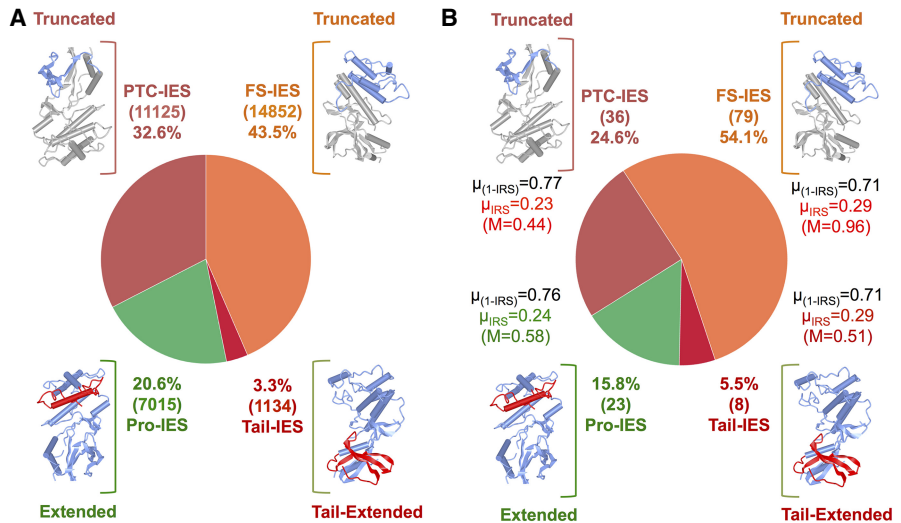 A
Truncated
PTC-IES
(11125)
32.6%
FS-IES
(14852)
43.5%
20.6%
(7015)
Pro-IES
3.3%
(1134)
Tail-IES
Extended
Tail-Extended
Truncated
B
Truncated
PTC-IES
(36)
24.6%
FS-IES
(79)
54.1%
Truncated
μ(1-IRS)=0.77
μIRS=0.23
(M=0.44)
μ(1-IRS)=0.71
μIRS=0.29
(M=0.96)
μ(1-IRS)=0.76
μIRS=0.24
(M=0.58)
μ(1-IRS)=0.71
μIRS=0.29
(M=0.51)
15.8%
(23)
Pro-IES
5.5%
(8)
Tail-IES
Extended
Tail-Extended